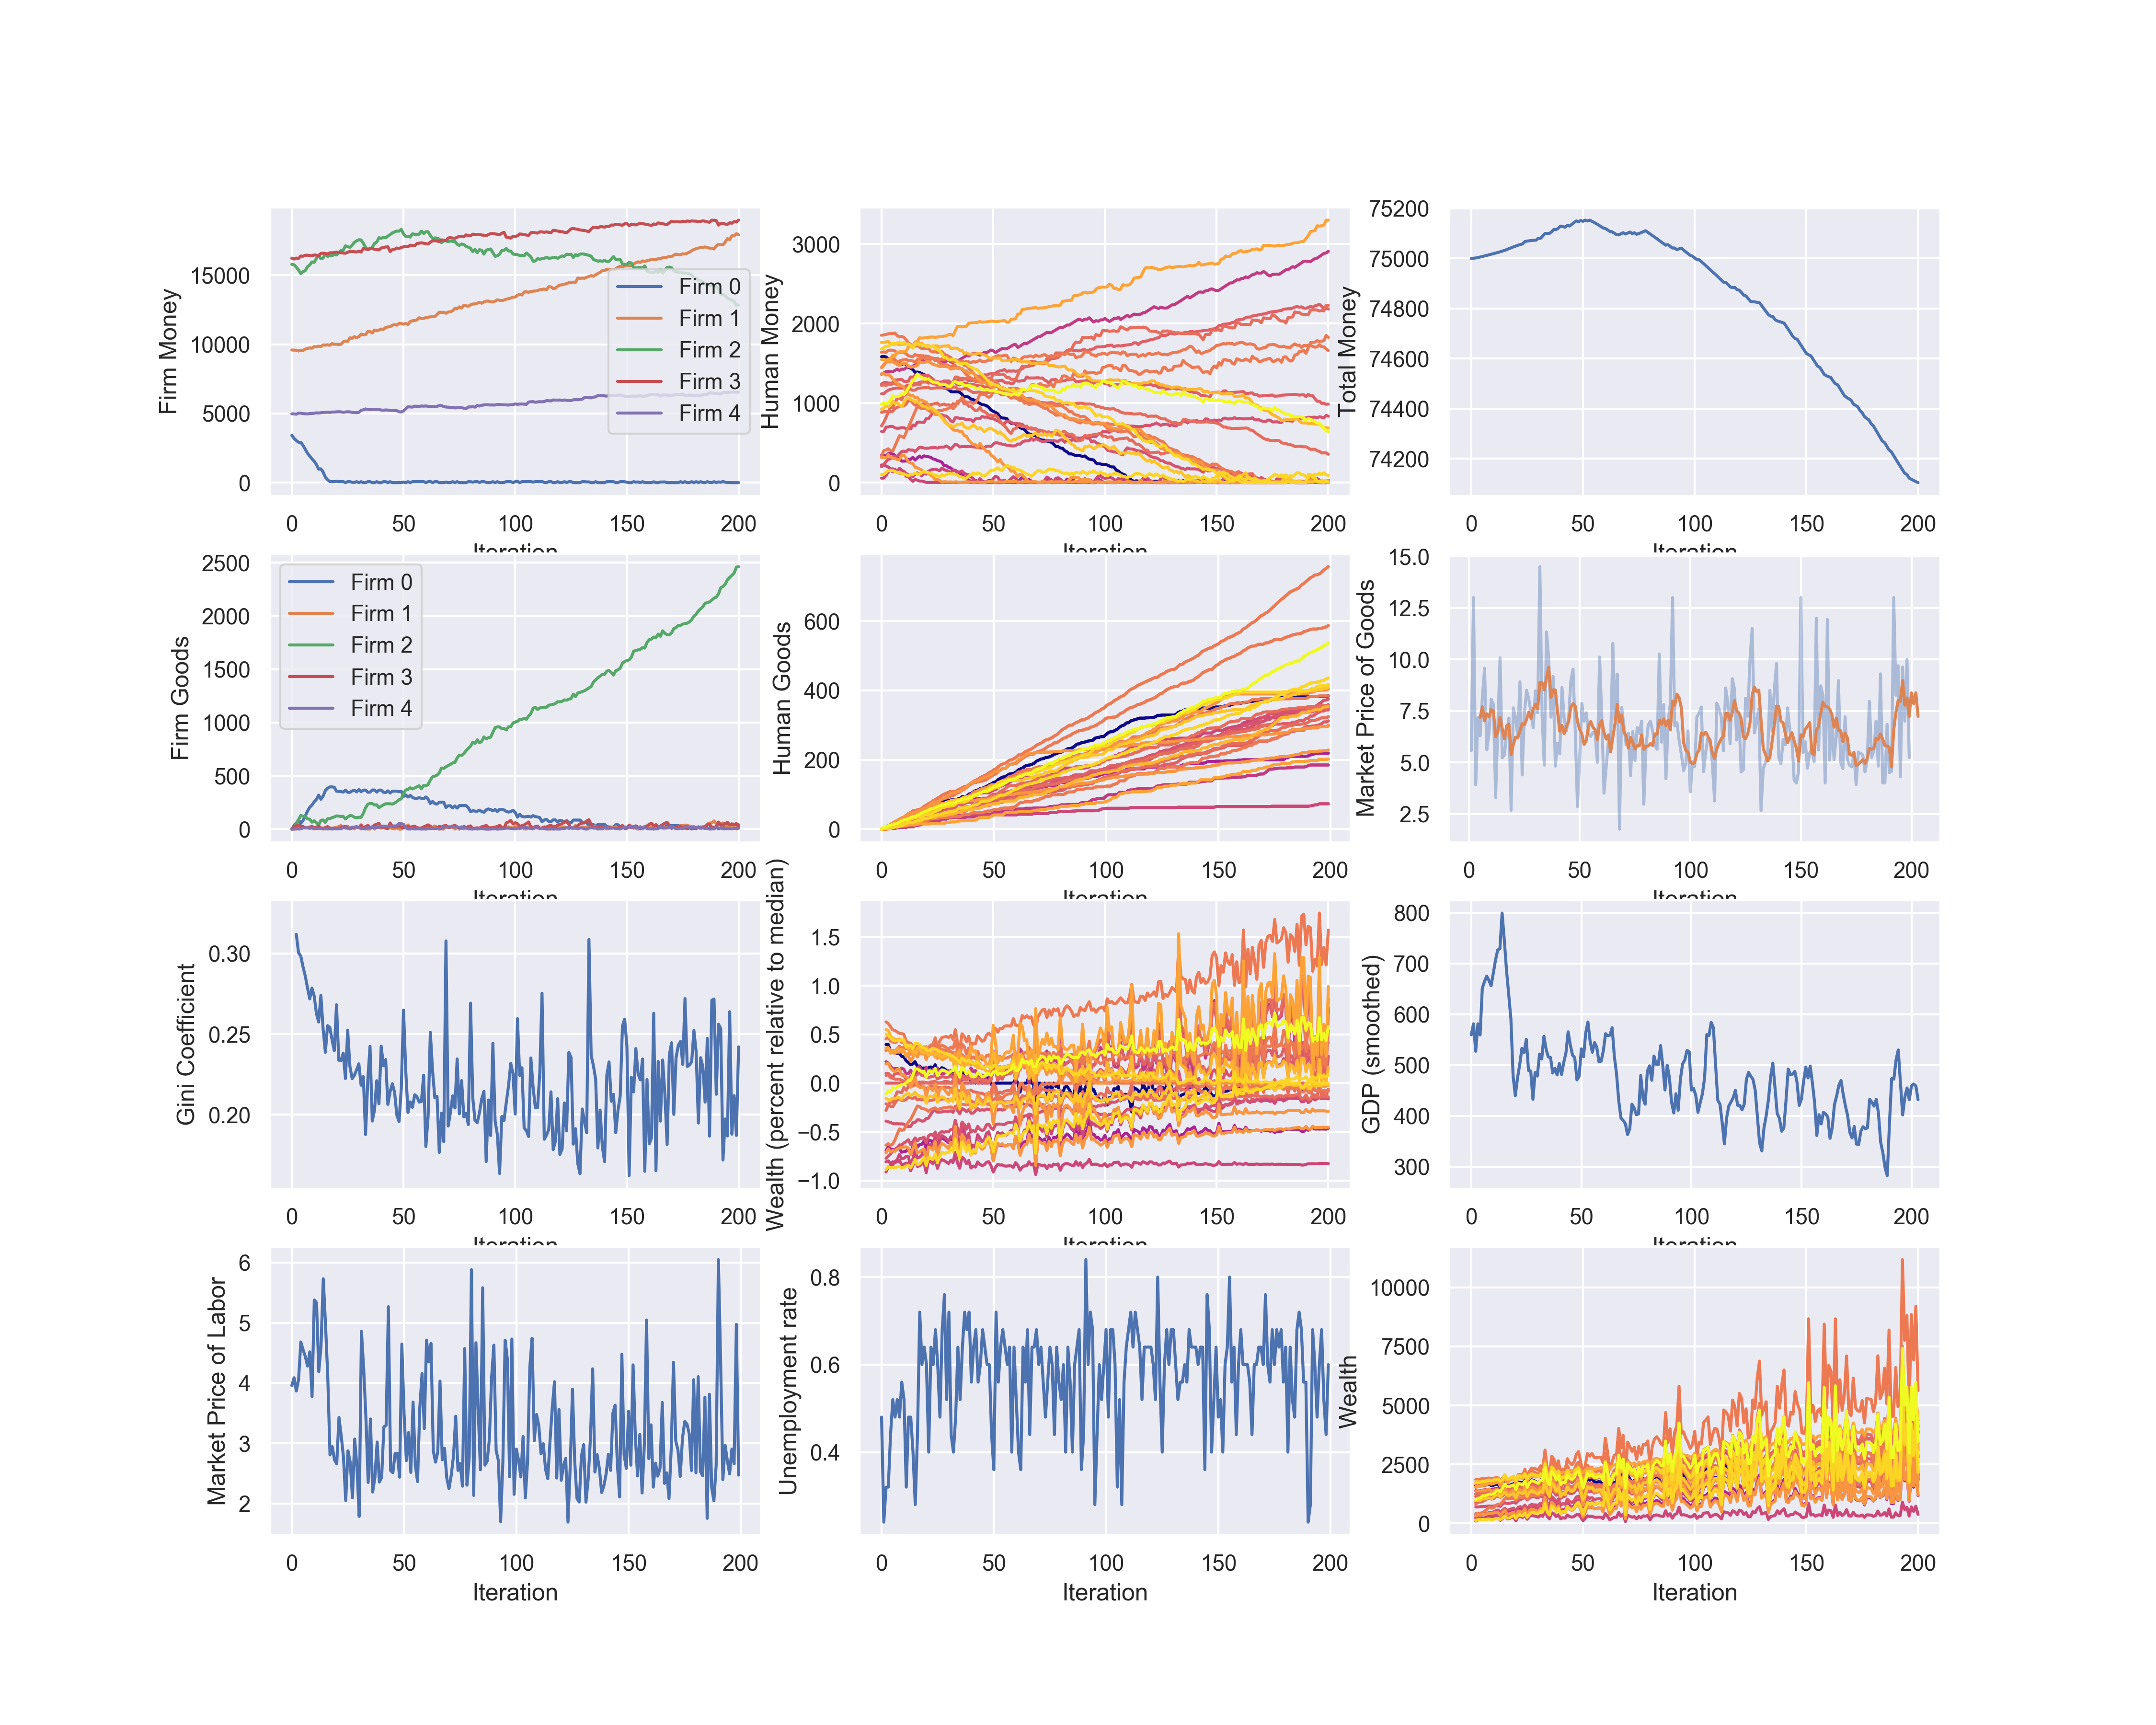 Firm Money
15000
10000
5000
0
0 50 100 150 200
Iteration
Firm 0
Firm 1
Firm 2
Firm 3
Firm 4
Human Money
3000
2000
1000
0
0 50 100 150 200
Iteration
Total Money
75200
75000
74800
74600
74400
74200
0 50 100 150 200
Iteration
Firm Goods
2500
2000
1500
1000
500
0
0 50 100 150 200
Iteration
Firm 0
Firm 1
Firm 2
Firm 3
Firm 4
Human Goods
600
400
200
0
0 50 100 150 200
Iteration
Market Price of Goods
15.0
12.5
10.0
7.5
5.0
2.5
0 50 100 150 200
Iteration
Gini Coefficient
0.30
0.25
0.20
0 50 100 150 200
Iteration
Wealth (percent relative to median)
1.5
1.0
0.5
0.0
−0.5
−1.0
0 50 100 150 200
Iteration
GDP (smoothed)
800
700
600
500
400
300
0 50 100 150 200
Iteration
Market Price of Labor
6
5
4
3
2
0 50 100 150 200
Iteration
Unemployment rate
0.8
0.6
0.4
0 50 100 150 200
Iteration
Wealth
10000
7500
5000
2500
0
0 50 100 150 200
Iteration